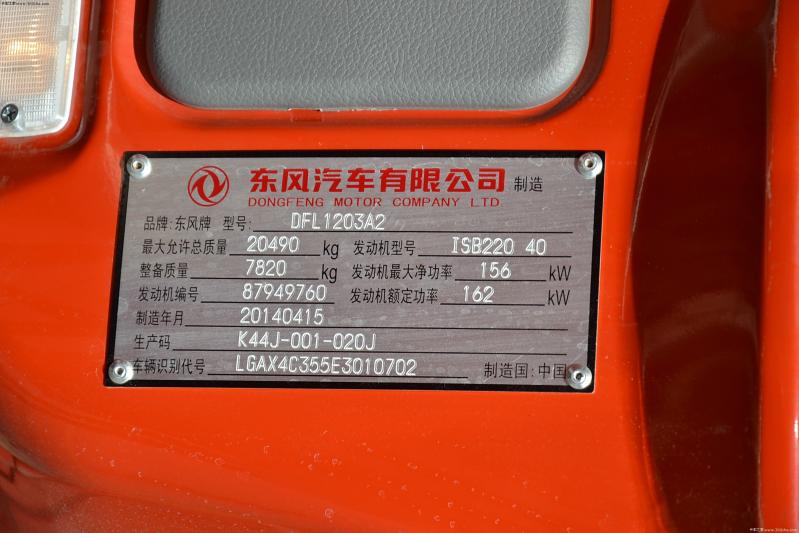 东风汽车有限公司 制造
DONGFENG MOTOR COMPANY LTD.
品牌: 东风牌 型号: DFL1203A2
最大允许总质量 20490 kg 发动机型号 ISB220 40
整备质量 7820 kg 发动机最大净功率 156 kW
发动机编号 87949760 发动机额定功率 162 kW
制造年月 20140415
生产码 K44J-001-020J
车辆识别代号 LGAX4C355E3010702 制造国: 中国